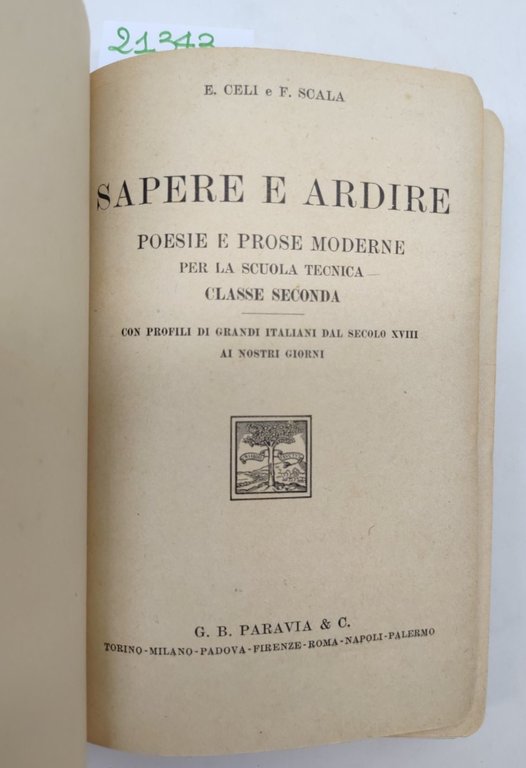 21343
E. CELI e F. SCALA
SAPERE E ARDIRE
POESIE E PROSE MODERNE
PER LA SCUOLA TECNICA
CLASSE SECONDA
CON PROFILI DI GRANDI ITALIANI DAL SECOLO XVIII
AI NOSTRI GIORNI
G. B. PARAVIA & C.
TORINO-MILANO-PADOVA-FIRENZE-ROMA-NAPOLI-PALERMO